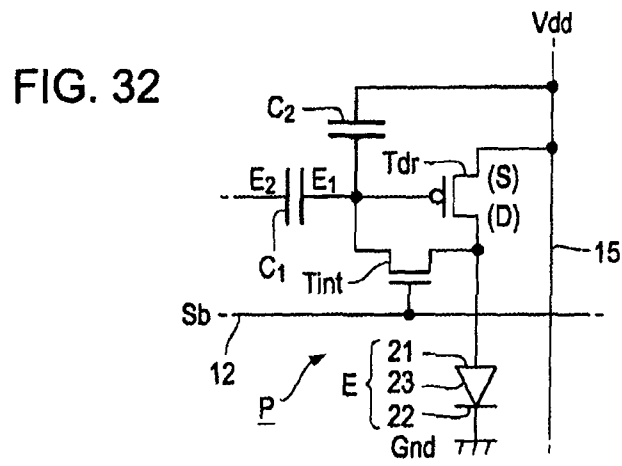 FIG. 32
Vdd
C2
Tdr
(S)
E2 E1
(D)
C1
Tint
15
Sb
12
21
E { 23
22
P
Gnd